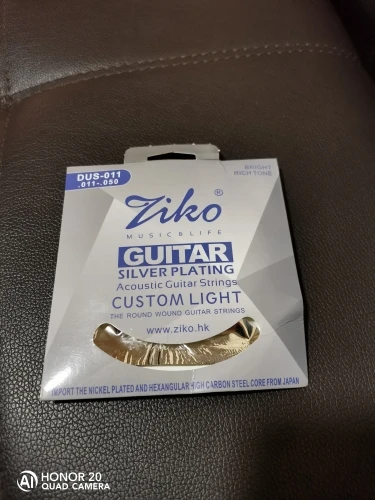 DUS-011
.011-.050
BRIGHT
RICH TONE
Ziko®
MUSIC&LIFE
GUITAR
SILVER PLATING
Acoustic Guitar Strings
CUSTOM LIGHT
THE ROUND WOUND GUITAR STRINGS
www.ziko.hk
IMPORT THE NICKEL PLATED AND HEXANGULAR HIGH CARBON STEEL CORE FROM JAPAN
AI HONOR 20
QUAD CAMERA